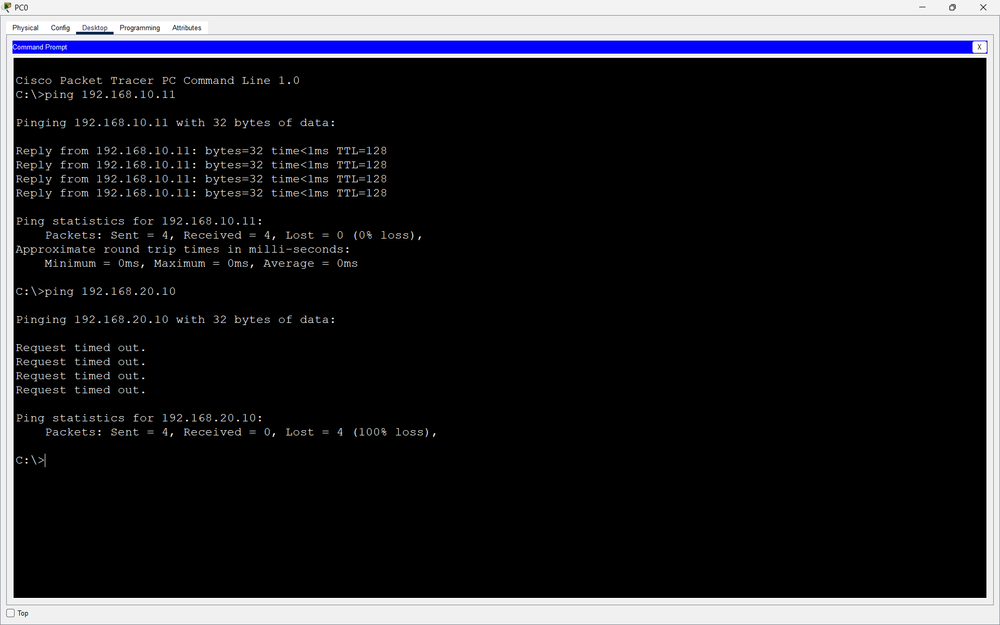 PC0
Physical Config Desktop Programming Attributes
Command Prompt
X
Cisco Packet Tracer PC Command Line 1.0
C:\>ping 192.168.10.11
Pinging 192.168.10.11 with 32 bytes of data:
Reply from 192.168.10.11: bytes=32 time<1ms TTL=128
Reply from 192.168.10.11: bytes=32 time<1ms TTL=128
Reply from 192.168.10.11: bytes=32 time<1ms TTL=128
Reply from 192.168.10.11: bytes=32 time<1ms TTL=128
Ping statistics for 192.168.10.11:
    Packets: Sent = 4, Received = 4, Lost = 0 (0% loss),
Approximate round trip times in milli-seconds:
    Minimum = 0ms, Maximum = 0ms, Average = 0ms
C:\>ping 192.168.20.10
Pinging 192.168.20.10 with 32 bytes of data:
Request timed out.
Request timed out.
Request timed out.
Request timed out.
Ping statistics for 192.168.20.10:
    Packets: Sent = 4, Received = 0, Lost = 4 (100% loss),
C:\>
Top